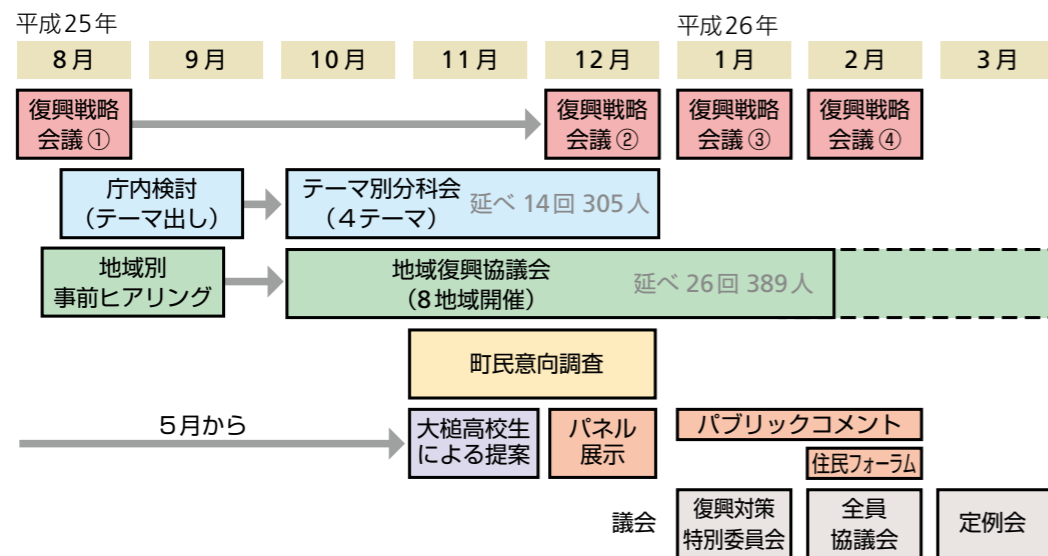 平成25年
平成26年
8月
9月
10月
11月
12月
1月
2月
3月
復興戦略
会議①
復興戦略
会議②
復興戦略
会議③
復興戦略
会議④
庁内検討
（テーマ出し）
テーマ別分科会
（4テーマ）
延べ 14回 305人
地域別
事前ヒアリング
地域復興協議会
（8地域開催）
延べ 26回 389人
町民意向調査
5月から
大槌高校生
による提案
パネル
展示
パブリックコメント
住民フォーラム
議会
復興対策
特別委員会
全員
協議会
定例会